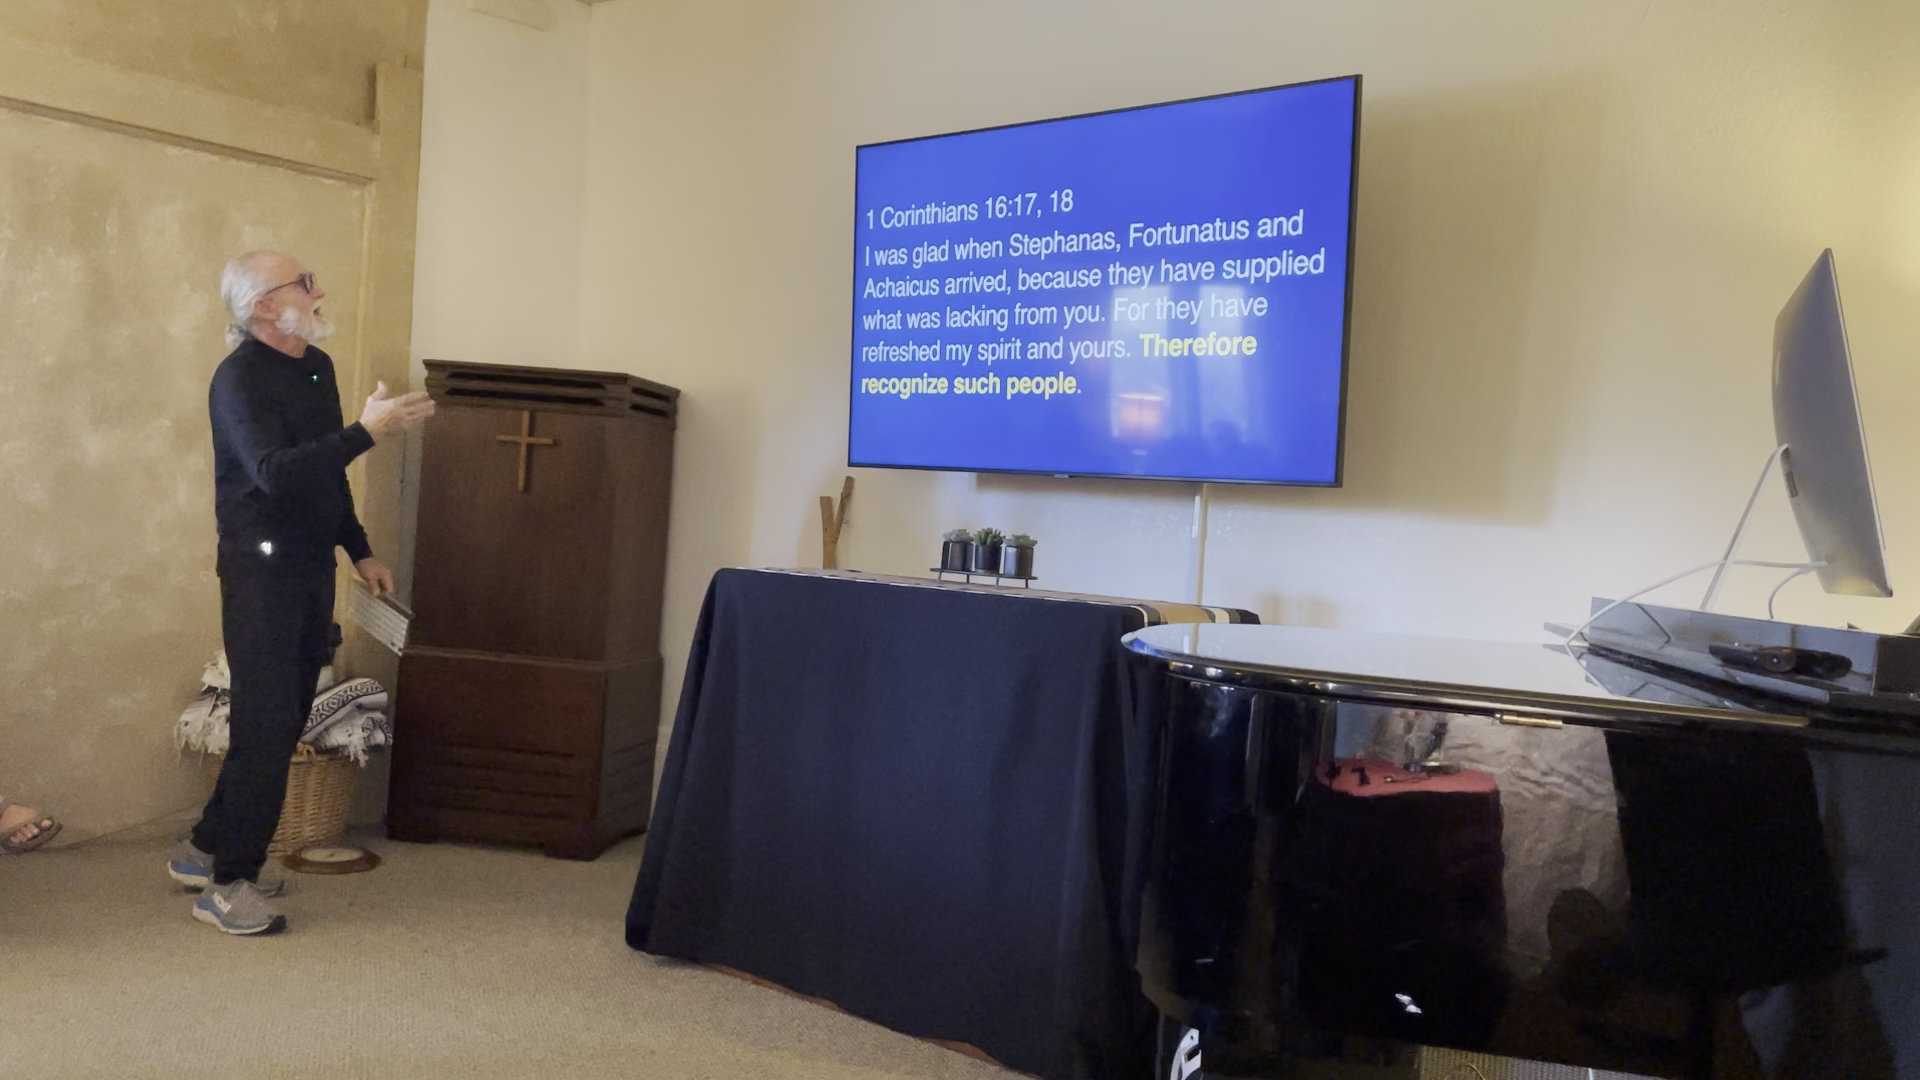 1 Corinthians 16:17, 18
I was glad when Stephanas, Fortunatus and
Achaicus arrived, because they have supplied
what was lacking from you. For they have
refreshed my spirit and yours. Therefore
recognize such people.